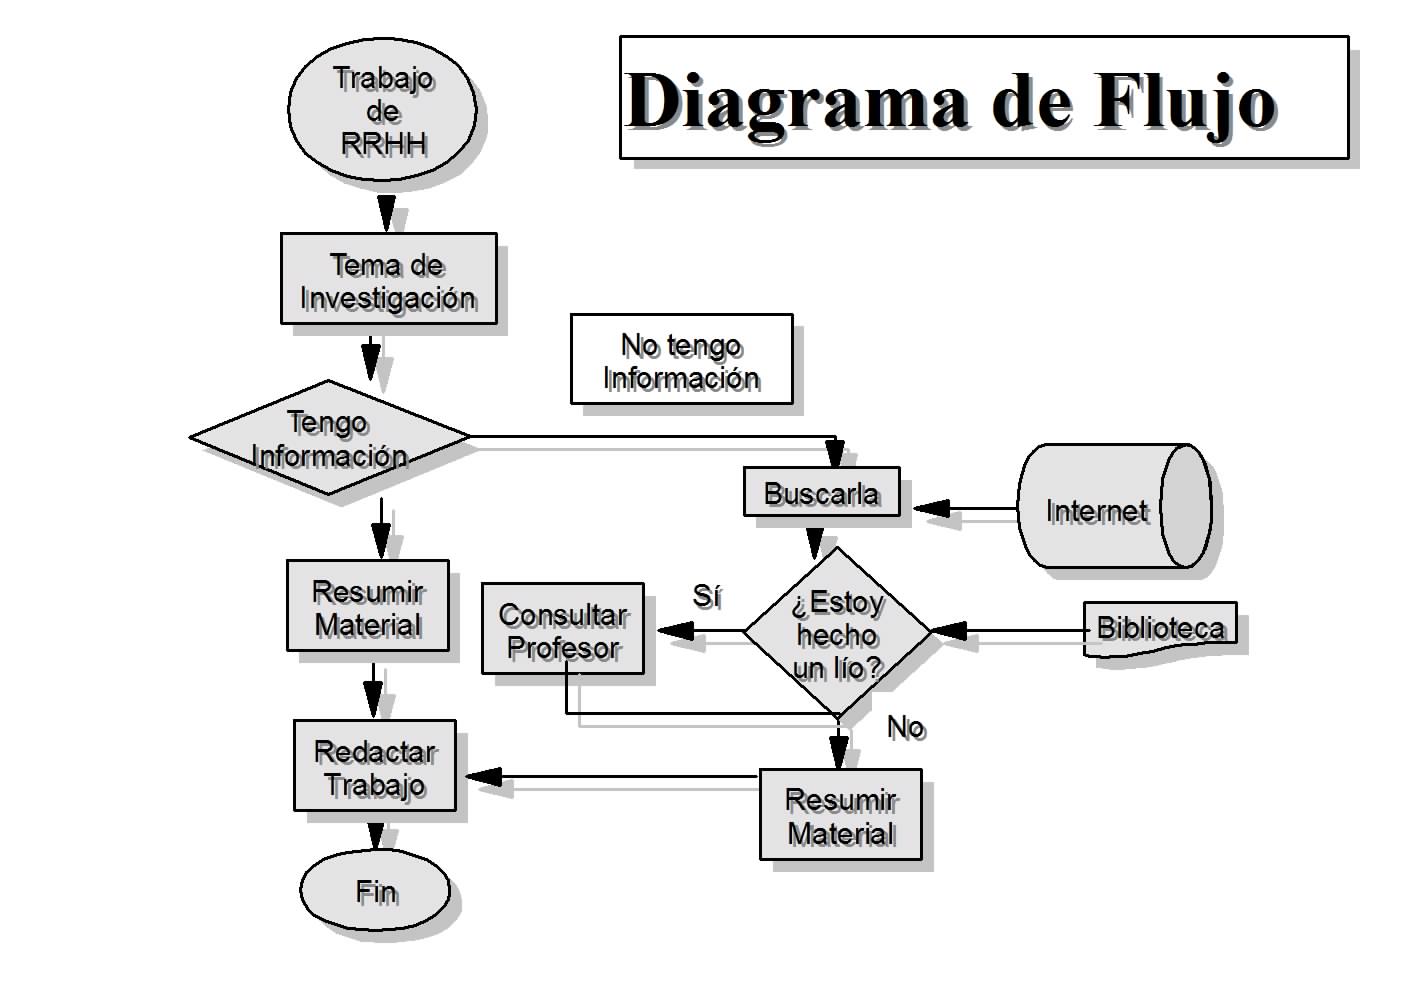 Diagrama de Flujo
Trabajo
de
RRHH
Tema de
Investigación
No tengo
Información
Tengo
Información
Buscarla
Internet
Resumir
Material
Consultar
Profesor
Sí
¿Estoy
hecho
un lío?
Biblioteca
No
Redactar
Trabajo
Resumir
Material
Fin